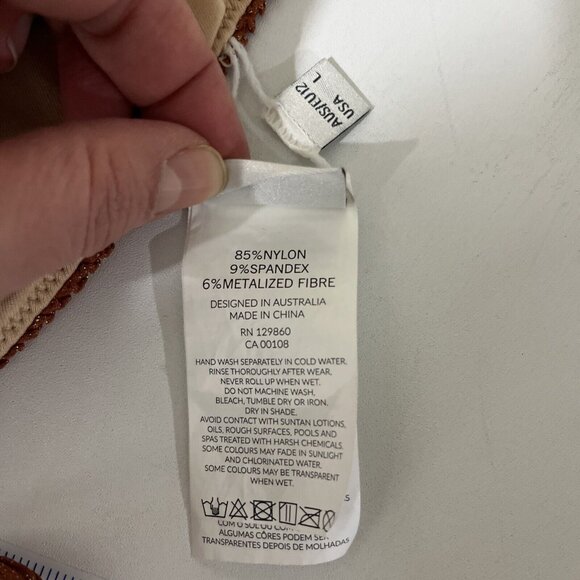 AUS/EU12
USA L
85%NYLON
9%SPANDEX
6%METALIZED FIBRE
DESIGNED IN AUSTRALIA
MADE IN CHINA
RN 129860
CA 00108
HAND WASH SEPARATELY IN COLD WATER,
RINSE THOROUGHLY AFTER WEAR,
NEVER ROLL UP WHEN WET.
DO NOT MACHINE WASH,
BLEACH, TUMBLE DRY OR IRON.
DRY IN SHADE.
AVOID CONTACT WITH SUNTAN LOTIONS,
OILS, ROUGH SURFACES, POOLS AND
SPAS TREATED WITH HARSH CHEMICALS.
SOME COLOURS MAY FADE IN SUNLIGHT
AND CHLORINATED WATER.
SOME COLOURS MAY BE TRANSPARENT
WHEN WET.
COM O SOL OU
ALGUMAS CÔRES PODEM
TRANSPARENTES DEPOIS DE MOLHADAS